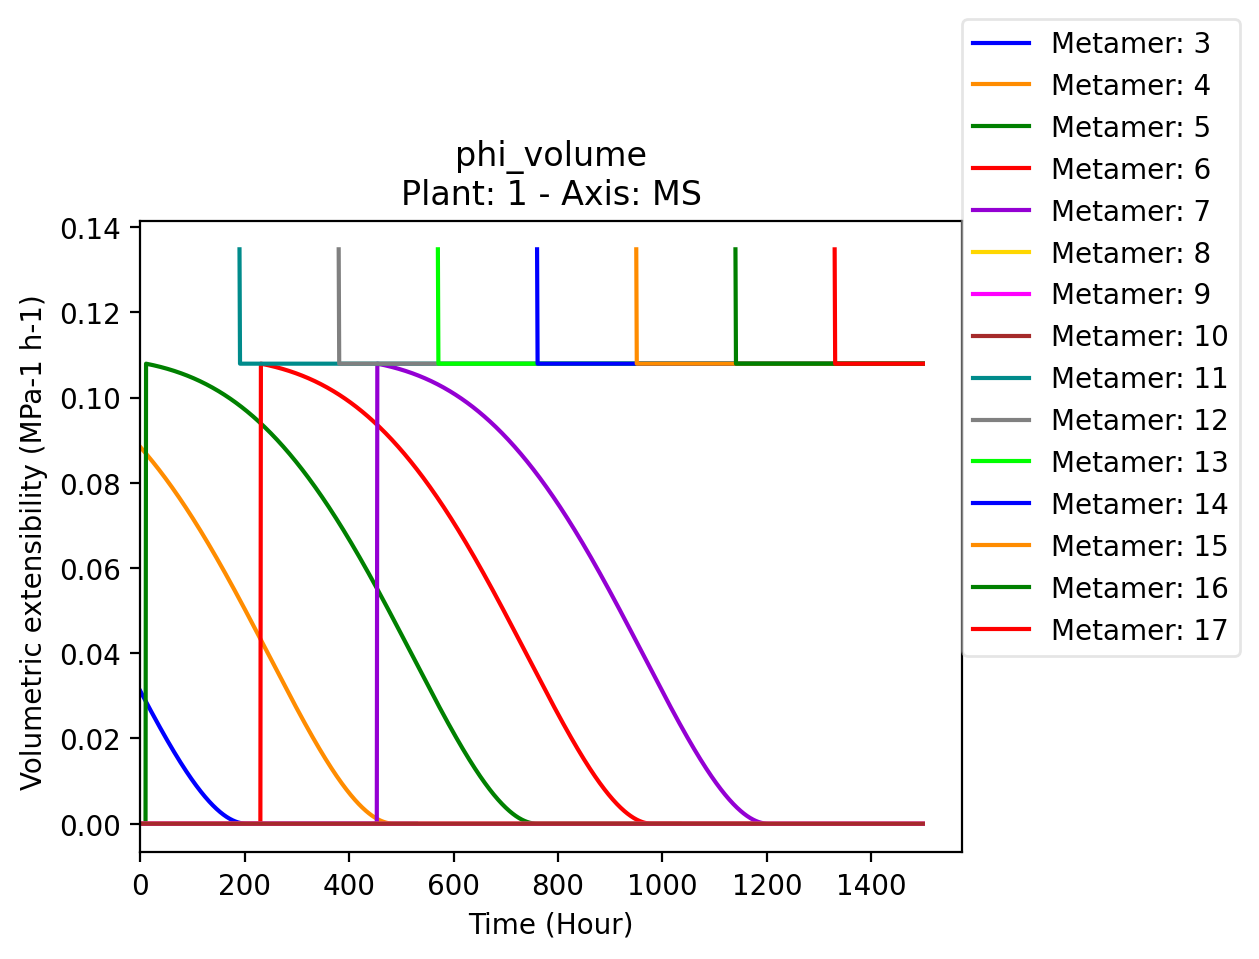 phi_volume
Plant: 1 - Axis: MS
Volumetric extensibility (MPa-1 h-1)
0.14
0.12
0.10
0.08
0.06
0.04
0.02
0.00
0 200 400 600 800 1000 1200 1400
Time (Hour)
Metamer: 3
Metamer: 4
Metamer: 5
Metamer: 6
Metamer: 7
Metamer: 8
Metamer: 9
Metamer: 10
Metamer: 11
Metamer: 12
Metamer: 13
Metamer: 14
Metamer: 15
Metamer: 16
Metamer: 17